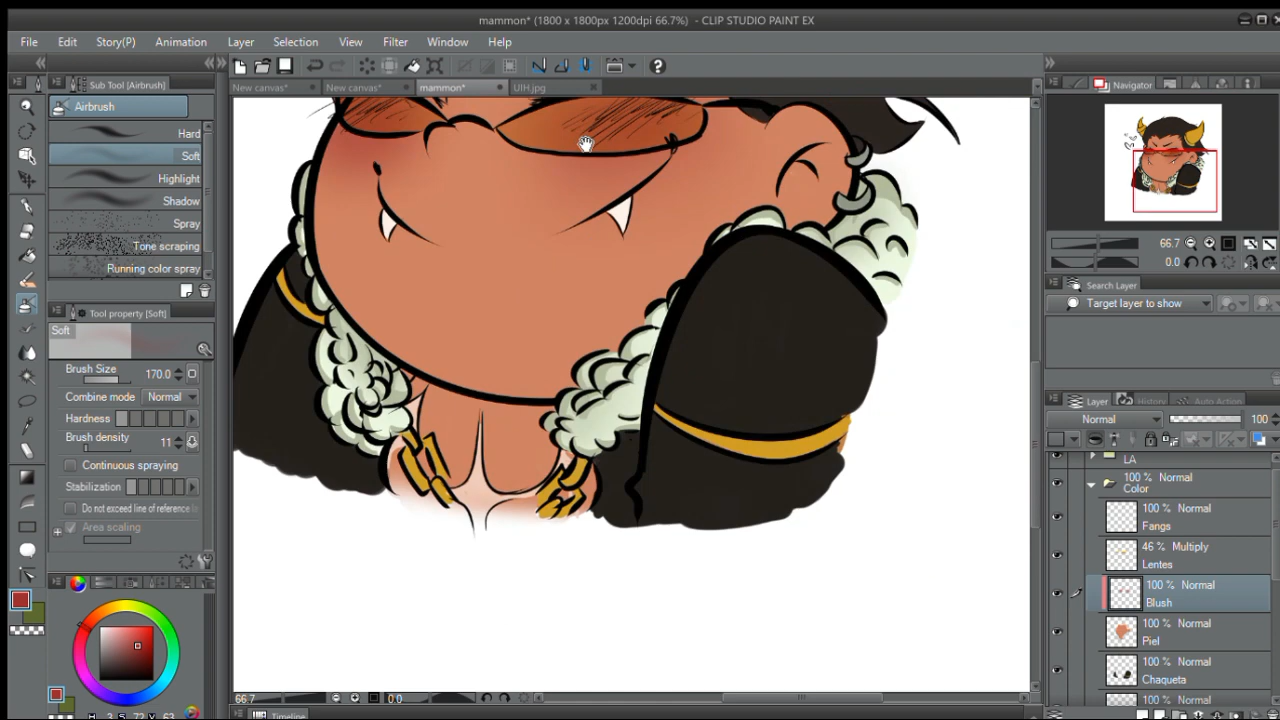 mammon* (1800 x 1800px 1200dpi 66.7%) - CLIP STUDIO PAINT EX
File Edit Story(P) Animation Layer Selection View Filter Window Help
Sub Tool [Airbrush]
New canvas* New canvas* mammon* UIH.jpg
Navigator
Airbrush
Hard
Soft
Highlight
Shadow
Spray
Tone scraping
Running color spray
66.7
0.0
Search Layer
Target layer to show
Tool property [Soft]
Soft
Brush Size 170.0
Combine mode Normal
Hardness
Brush density 11
Continuous spraying
Stabilization
Do not exceed line of reference
Area scaling
Layer History Auto Action
Normal 100
LA
100 % Normal
Color
100 % Normal
Fangs
46 % Multiply
Lentes
100 % Normal
Blush
100 % Normal
Piel
100 % Normal
Chaqueta
100 % Normal
66.7 0.0
H 3 S 72 V 63
Timeline